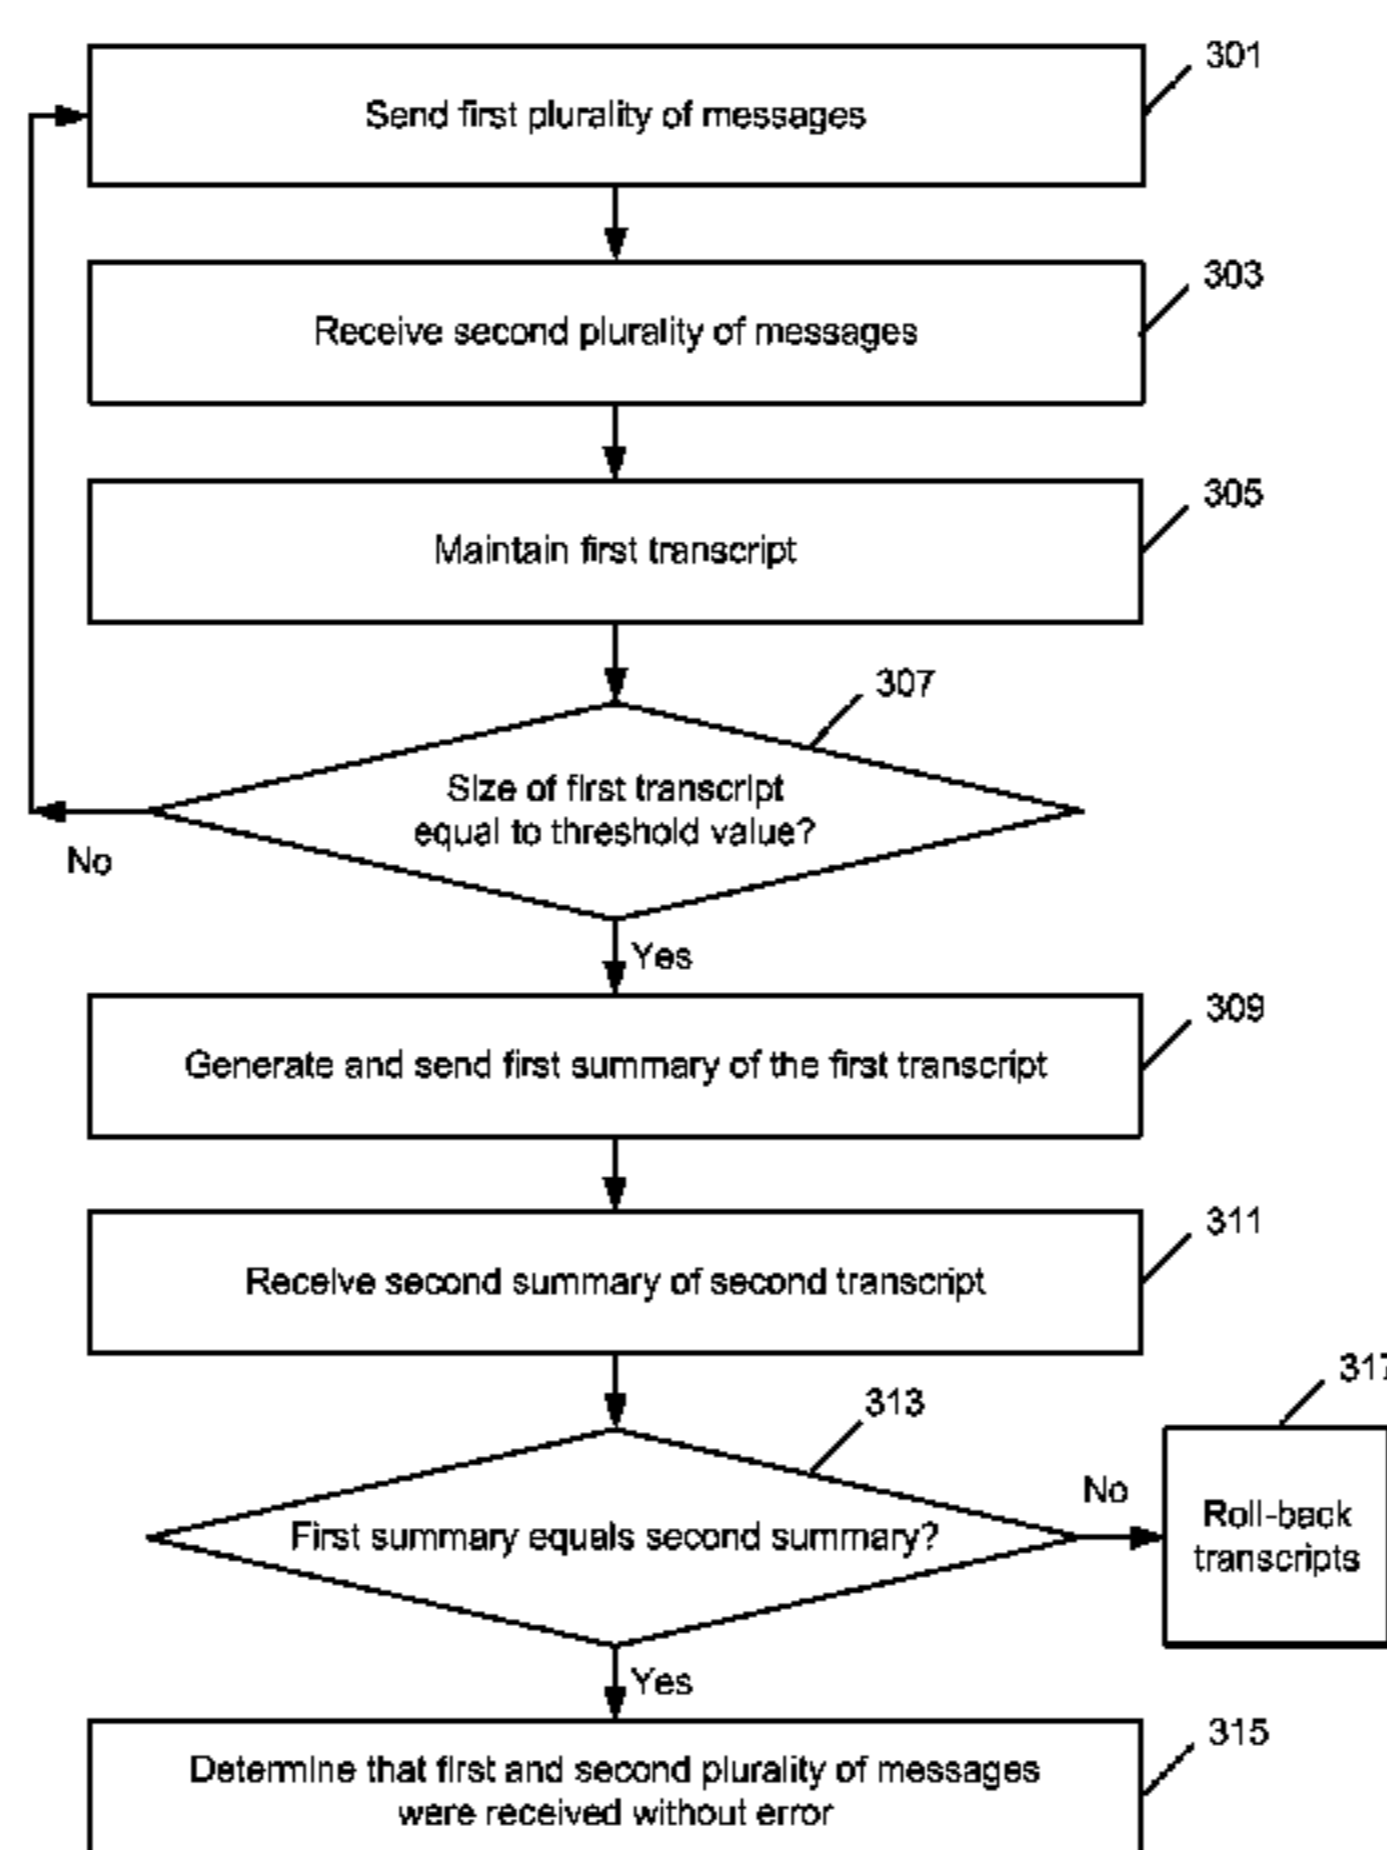 301
Send first plurality of messages
303
Receive second plurality of messages
305
Maintain first transcript
307
Size of first transcript
equal to threshold value?
No
Yes
309
Generate and send first summary of the first transcript
311
Receive second summary of second transcript
313
317
First summary equals second summary?
No
Roll-back
transcripts
Yes
315
Determine that first and second plurality of messages
were received without error